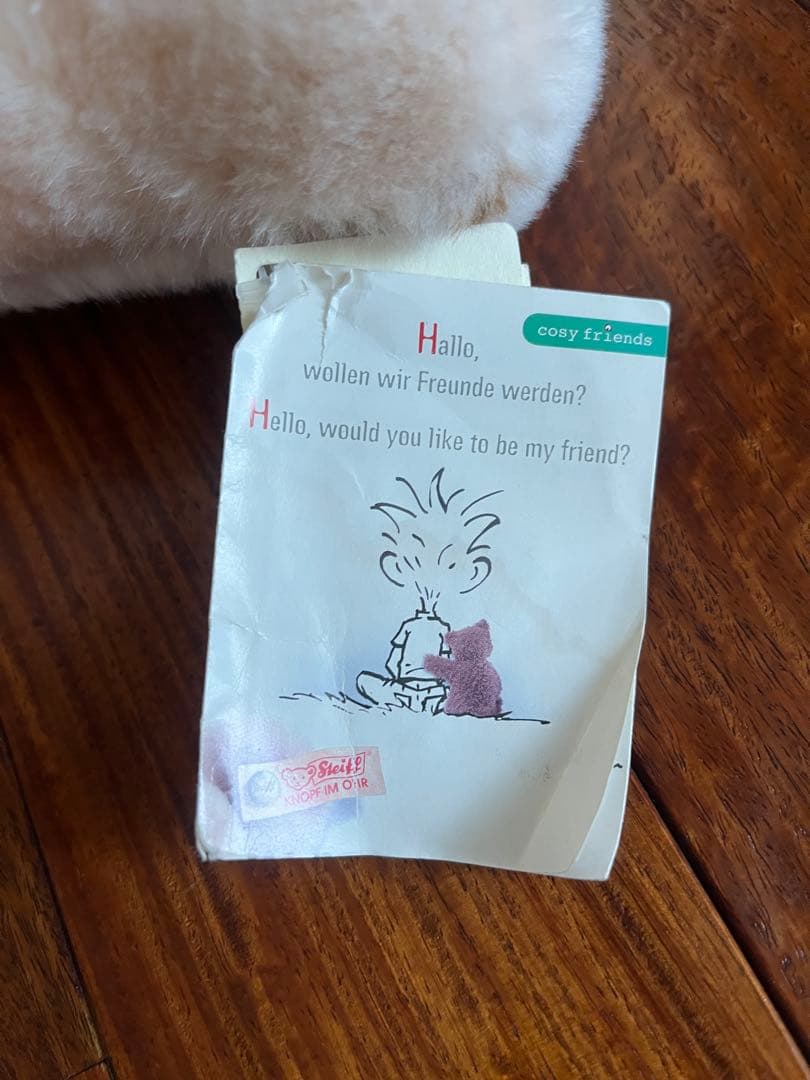 cosy friends
Hallo,
wollen wir Freunde werden?
Hello, would you like to be my friend?
Steiff
KNOPF IM OHR